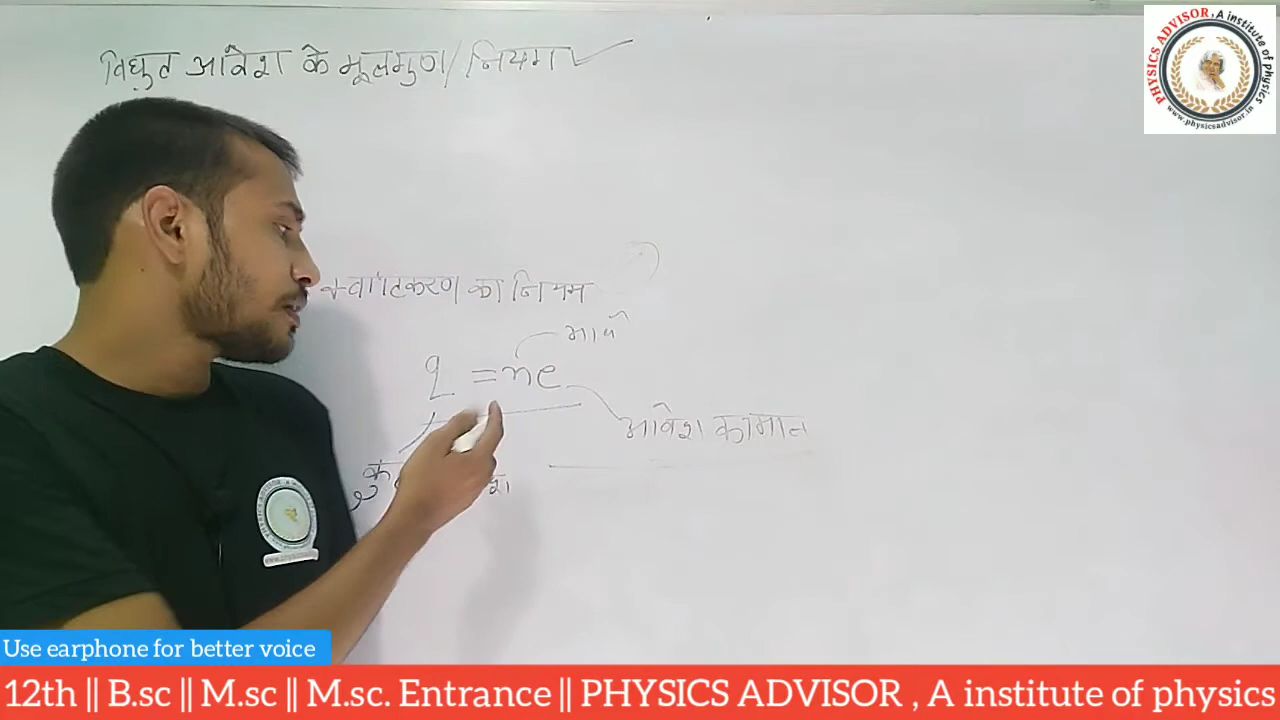 विघुत आवेश के मूलगुण/नियम
PHYSICS ADVISOR, A institute of physics
www.physicsadvisor.in
क्वांटिकरण का नियम
q = ne
आवेश का मान
Use earphone for better voice
12th || B.sc || M.sc || M.sc. Entrance || PHYSICS ADVISOR , A institute of physics